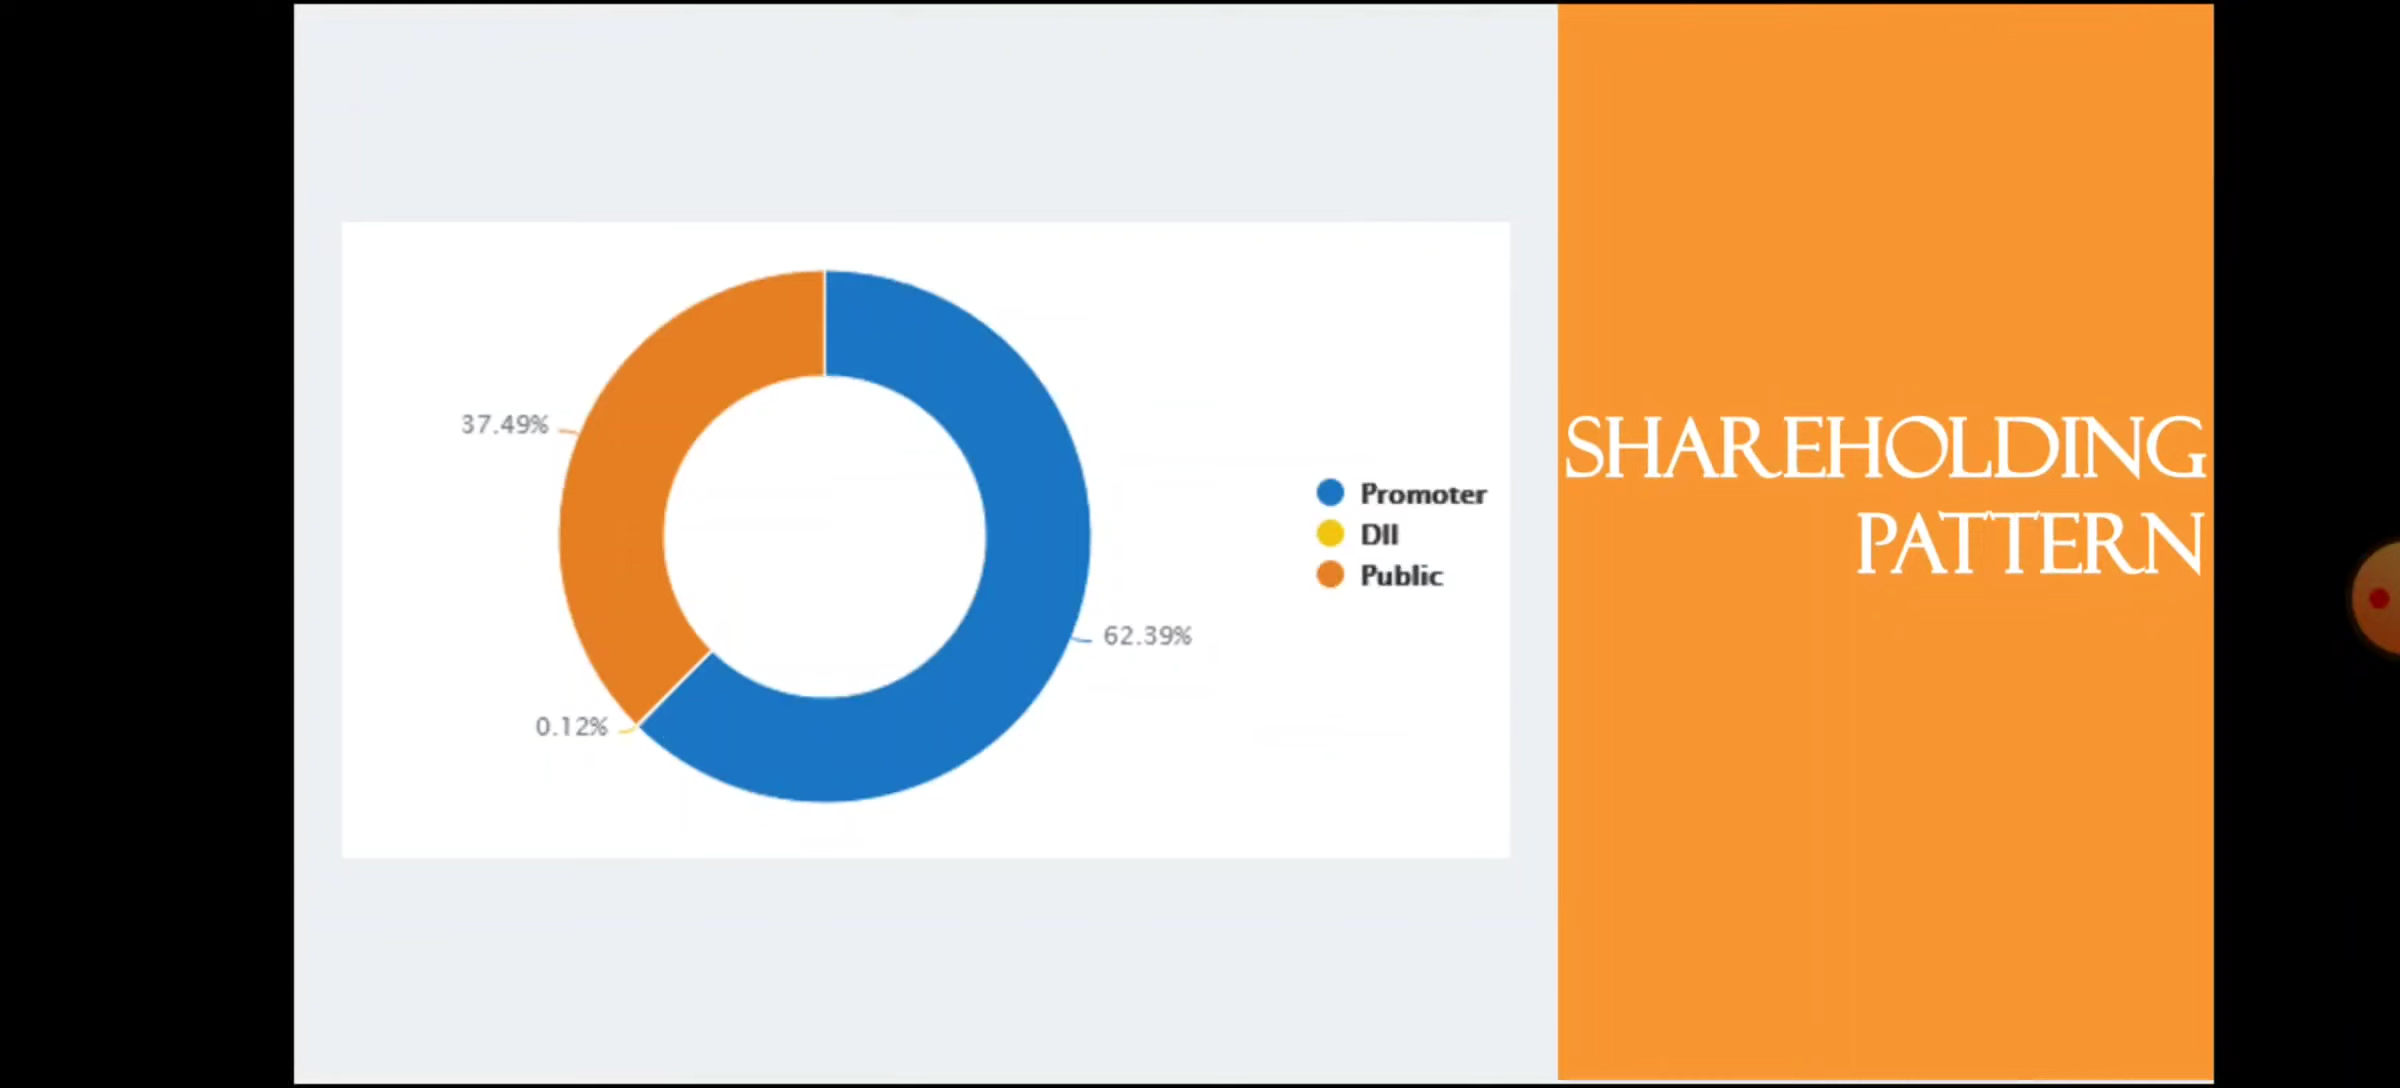 37.49%
62.39%
0.12%
Promoter
DII
Public
SHAREHOLDING
PATTERN